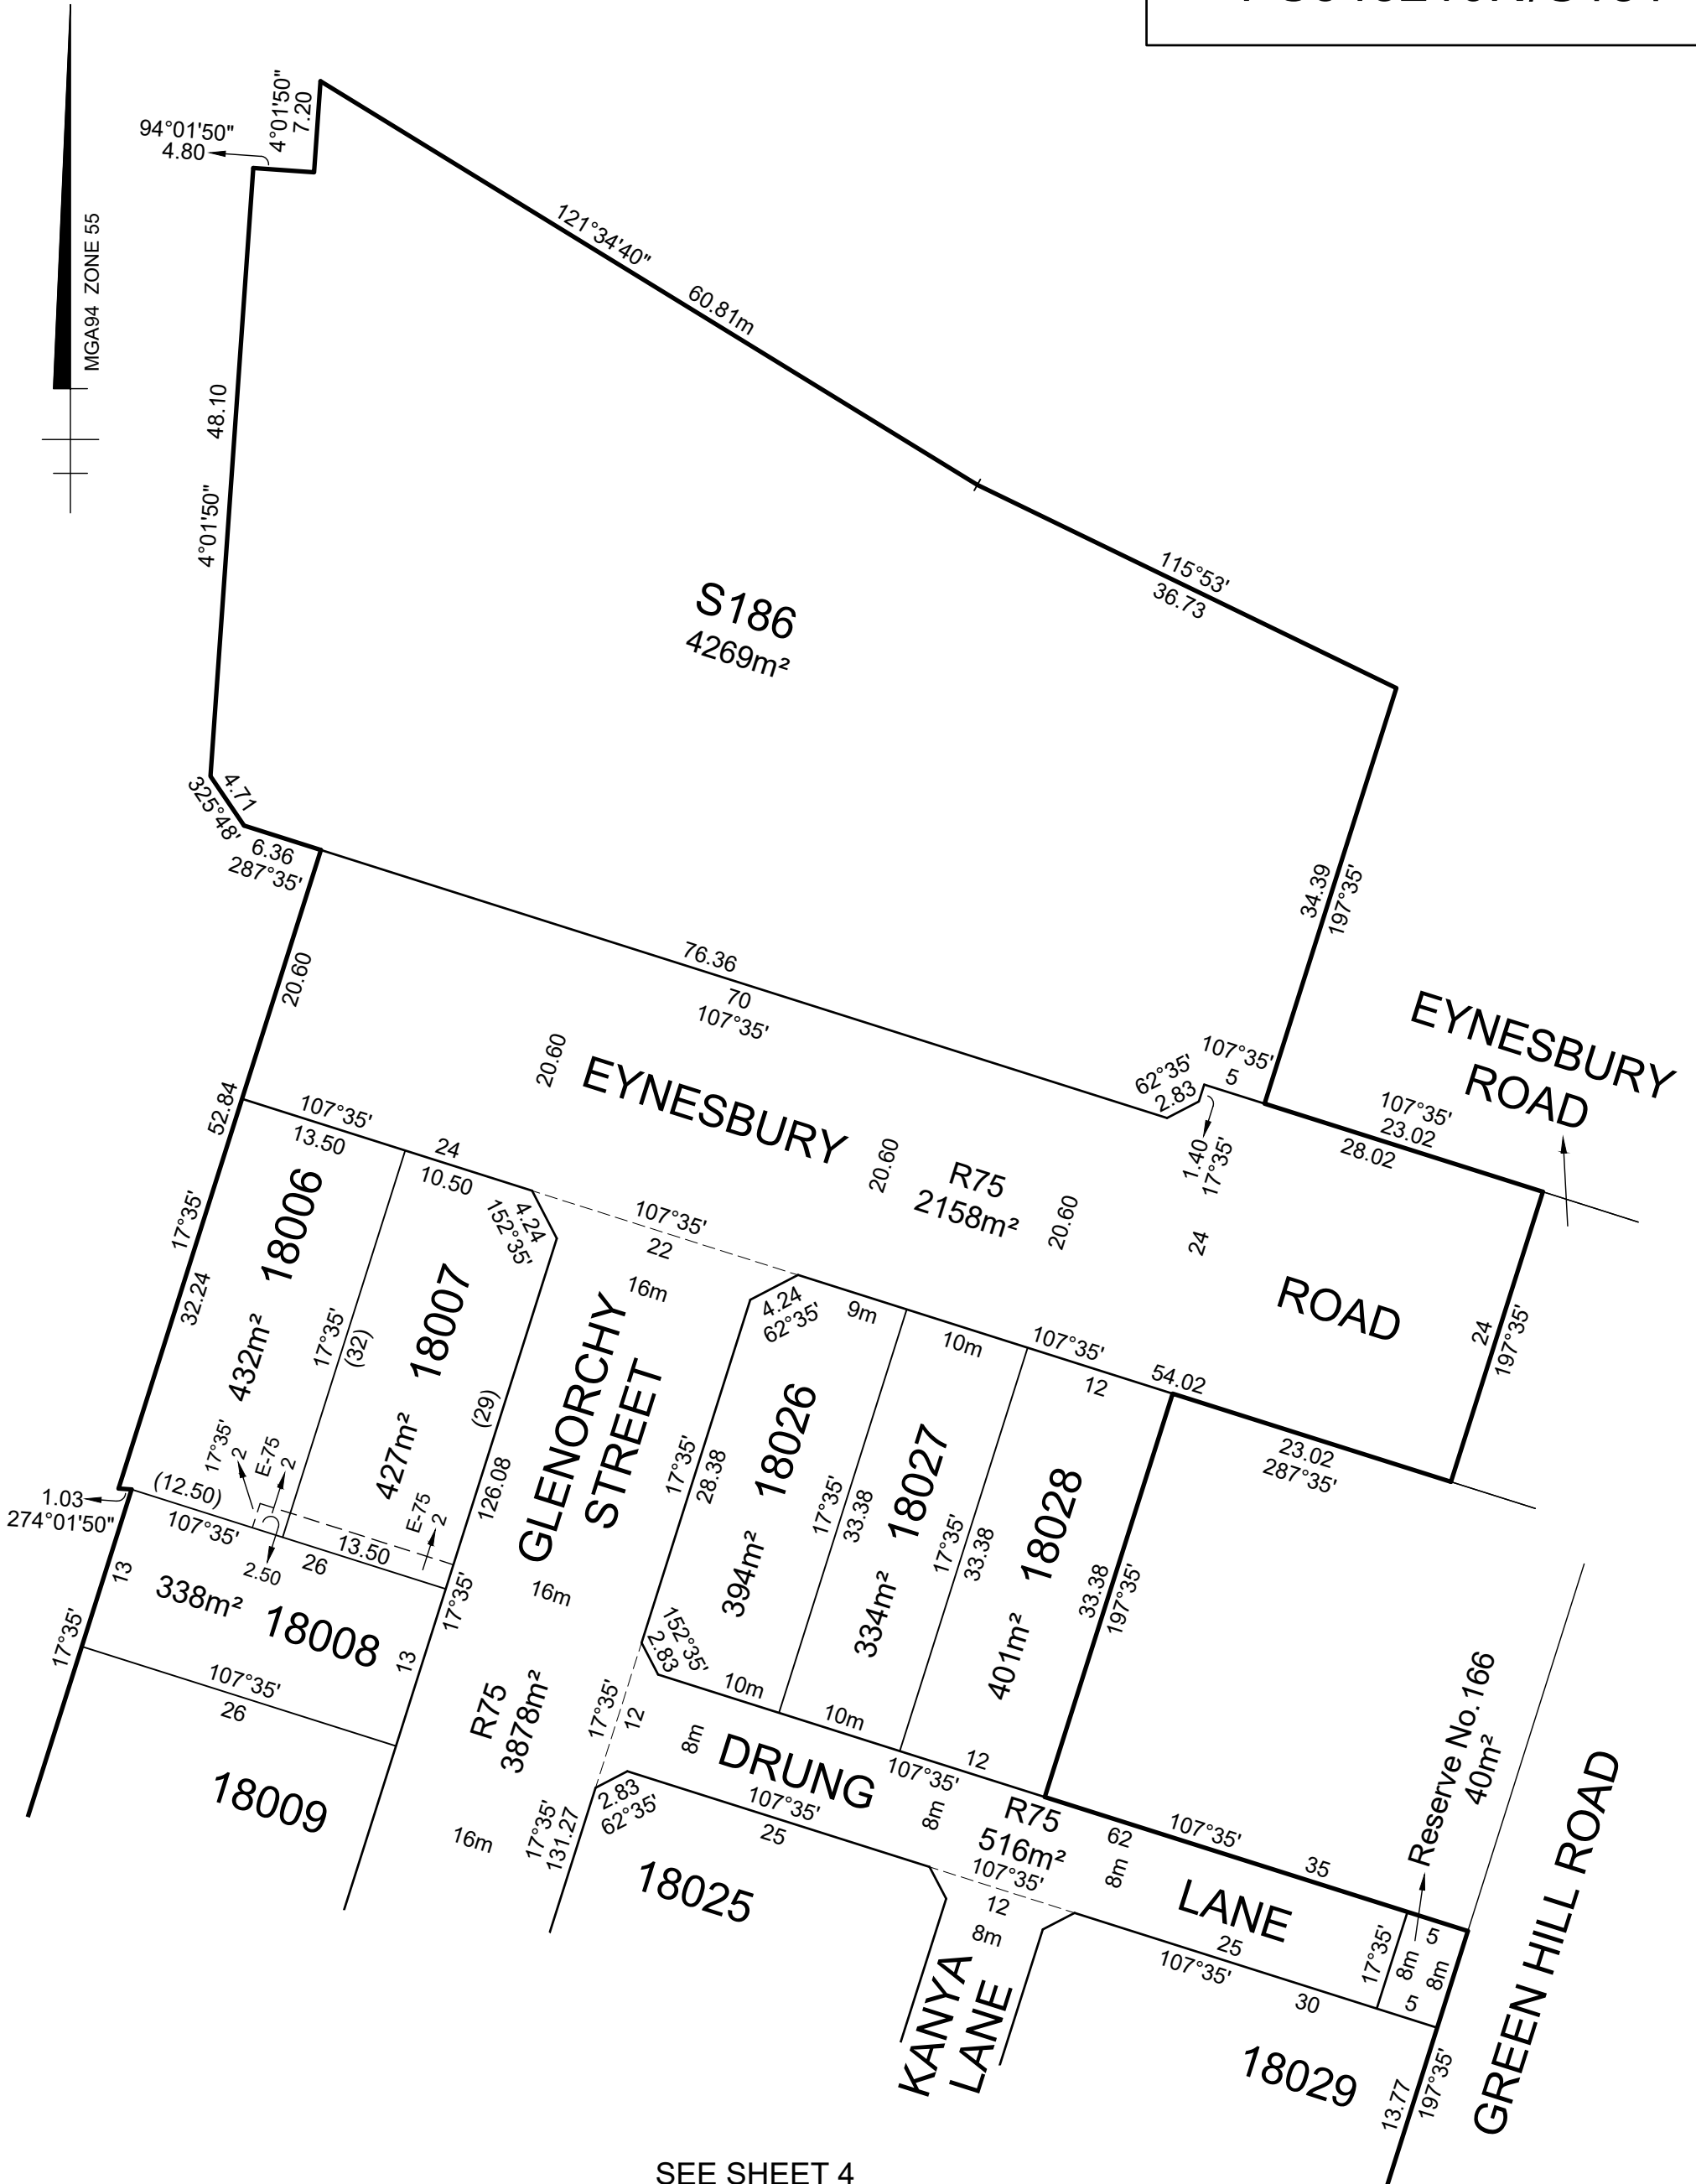 94°01'50"
4.80
4°01'50"
7.20
MGA94 ZONE 55
121°34'40"
60.81m
48.10
4°01'50"
115°53'
36.73
S186
4269m²
4.71
325°48'
6.36
287°35'
34.39
197°35'
20.60
76.36
70
107°35'
EYNESBURY
ROAD
107°35'
5
62°35'
2.83
1.40
17°35'
107°35'
23.02
28.02
20.60
EYNESBURY
20.60
R75
2158m²
20.60
24
ROAD
24
197°35'
52.84
107°35'
13.50
24
10.50
4.24
152°35'
107°35'
22
16m
17°35'
32.24
18006
432m²
17°35'
(32)
18007
427m²
(29)
126.08
17°35'
2
E-75
2
E-75
2
(12.50)
107°35'
2.50
26
13.50
1.03
274°01'50"
13
338m²
18008
13
17°35'
17°35'
107°35'
26
18009
GLENORCHY
STREET
16m
R75
3878m²
16m
4.24
62°35'
9m
10m
107°35'
12
54.02
23.02
287°35'
17°35'
28.38
18026
394m²
17°35'
33.38
18027
334m²
17°35'
33.38
18028
401m²
33.38
197°35'
152°35'
2.83
10m
10m
12
107°35'
17°35'
12
8m
DRUNG
8m
R75
516m²
62
8m
107°35'
35
LANE
2.83
62°35'
107°35'
25
17°35'
131.27
18025
107°35'
12
8m
KANYA
LANE
25
107°35'
30
17°35'
8m
5
8m
5
Reserve No. 166
40m²
GREEN HILL ROAD
18029
13.77
197°35'
SEE SHEET 4